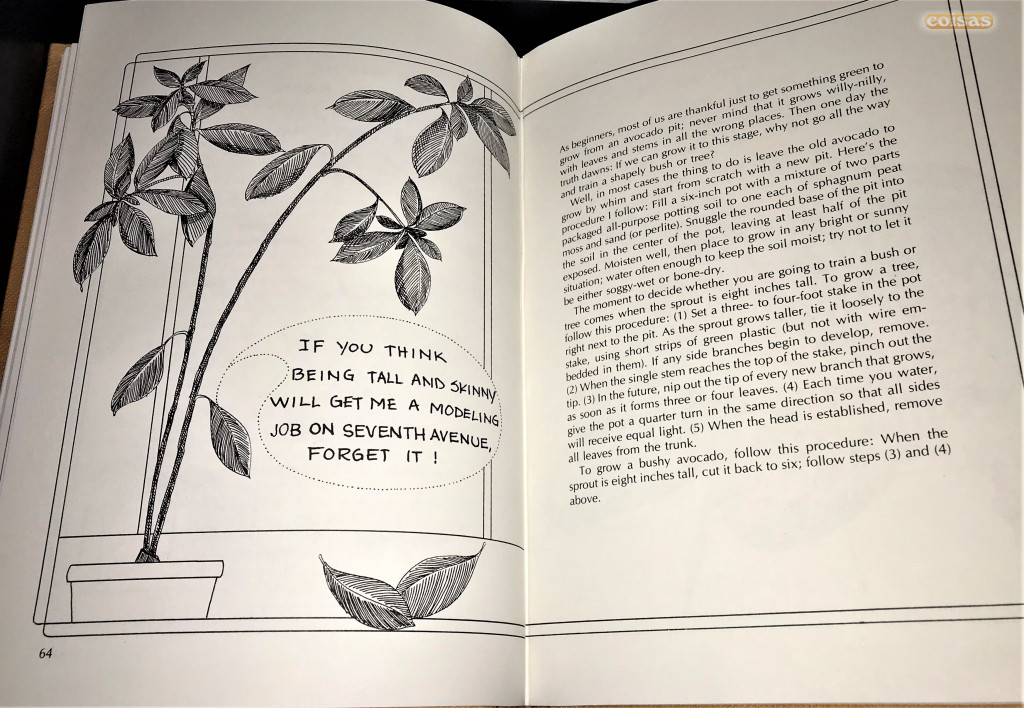 coisas
IF YOU THINK
BEING TALL AND SKINNY
WILL GET ME A MODELING
JOB ON SEVENTH AVENUE,
FORGET IT!
64
As beginners, most of us are thankful just to get something green to
grow from an avocado pit; never mind that it grows willy-nilly,
with leaves and stems in all the wrong places. Then one day the
truth dawns: If we can grow it to this stage, why not go all the way
and train a shapely bush or tree?
Well, in most cases the thing to do is leave the old avocado to
grow by whim and start from scratch with a new pit. Here's the
procedure I follow: Fill a six-inch pot with a mixture of two parts
packaged all-purpose potting soil to one each of sphagnum peat
moss and sand (or perlite). Snuggle the rounded base of the pit into
the soil in the center of the pot, leaving at least half of the pit
exposed. Moisten well, then place to grow in any bright or sunny
situation; water often enough to keep the soil moist; try not to let it
be either soggy-wet or bone-dry.
The moment to decide whether you are going to train a bush or
tree comes when the sprout is eight inches tall. To grow a tree,
follow this procedure: (1) Set a three- to four-foot stake in the pot
right next to the pit. As the sprout grows taller, tie it loosely to the
stake, using short strips of green plastic (but not with wire em-
bedded in them). If any side branches begin to develop, remove.
(2) When the single stem reaches the top of the stake, pinch out the
tip. (3) In the future, nip out the tip of every new branch that grows,
as soon as it forms three or four leaves. (4) Each time you water,
give the pot a quarter turn in the same direction so that all sides
will receive equal light. (5) When the head is established, remove
all leaves from the trunk.
To grow a bushy avocado, follow this procedure: When the
sprout is eight inches tall, cut it back to six; follow steps (3) and (4)
above.